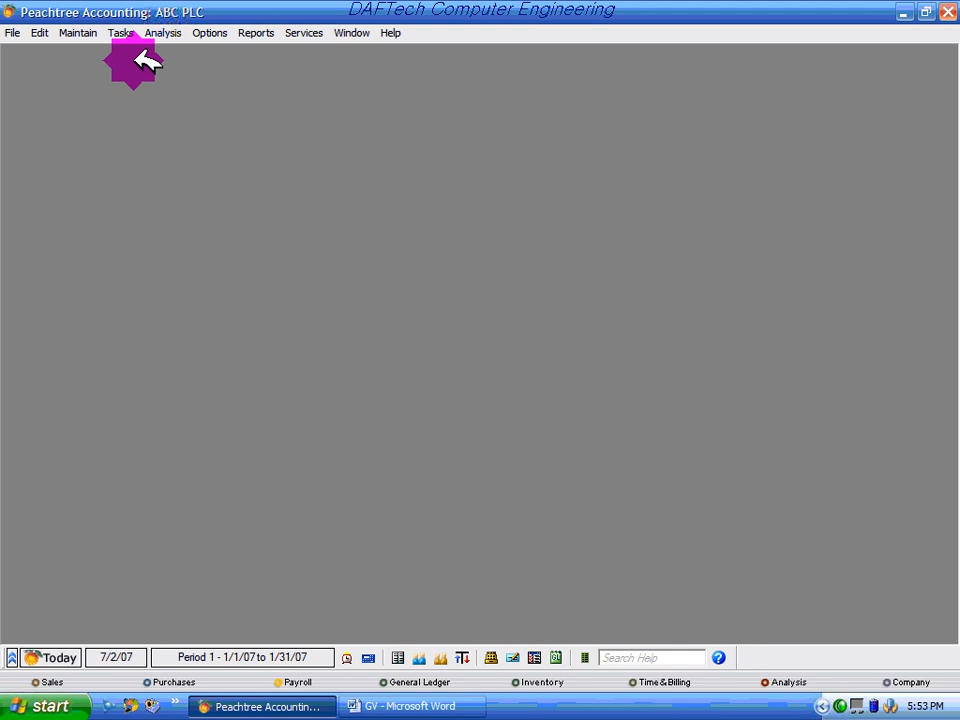 Peachtree Accounting: ABC PLC
DAFTech Computer Engineering
File Edit Maintain Tasks Analysis Options Reports Services Window Help
Today 7/2/07 Period 1 - 1/1/07 to 1/31/07 Search Help
Sales Purchases Payroll General Ledger Inventory Time & Billing Analysis Company
start Peachtree Accountin... GV - Microsoft Word 5:53 PM